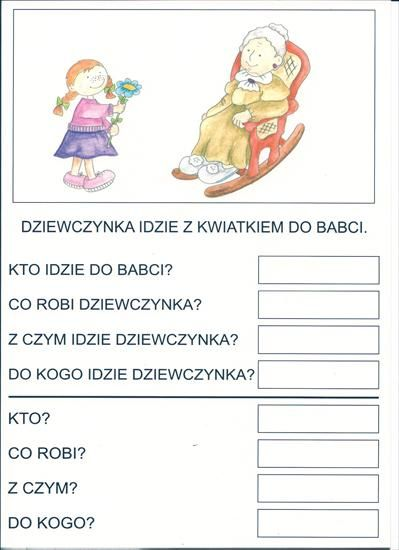 DZIEWCZYNKA IDZIE Z KWIATKIEM DO BABCI.
KTO IDZIE DO BABCI?
CO ROBI DZIEWCZYNKA?
Z CZYM IDZIE DZIEWCZYNKA?
DO KOGO IDZIE DZIEWCZYNKA?
KTO?
CO ROBI?
Z CZYM?
DO KOGO?